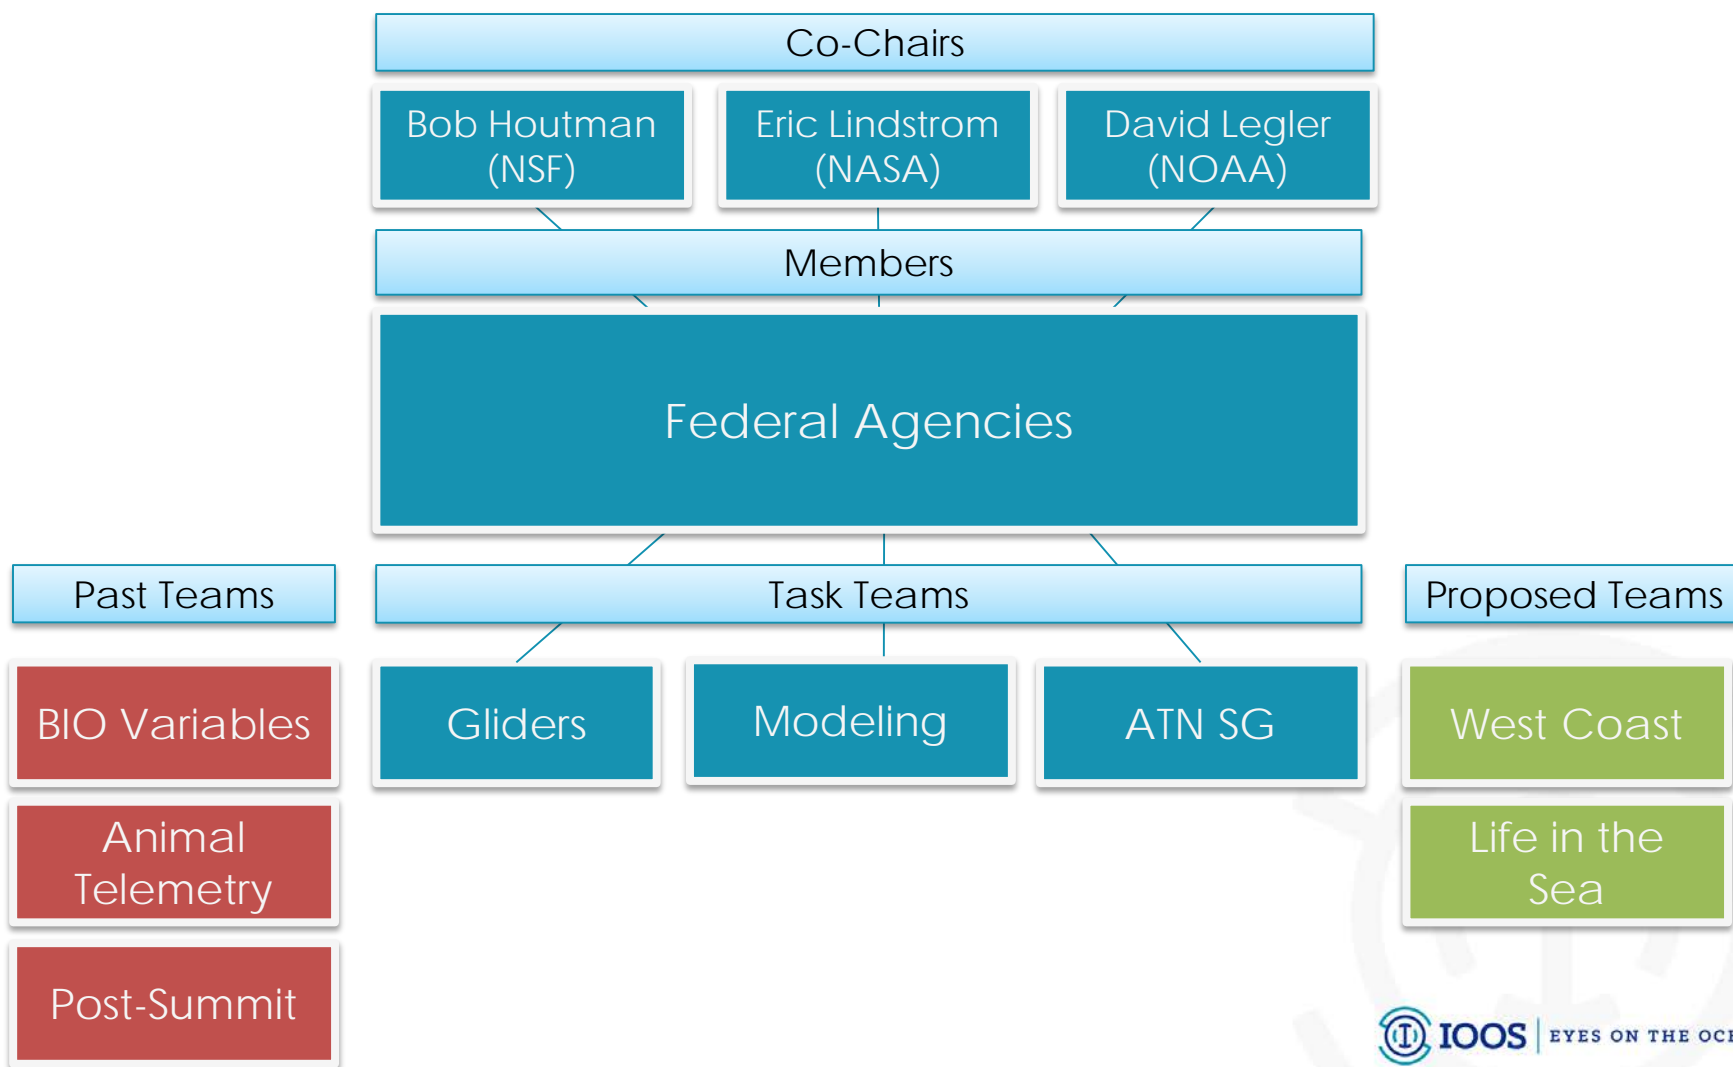 Co-Chairs
Bob Houtman
(NSF)
Eric Lindstrom
(NASA)
David Legler
(NOAA)
Members
Federal Agencies
Past Teams
Task Teams
Proposed Teams
BIO Variables
Gliders
Modeling
ATN SG
West Coast
Animal
Telemetry
Life in the
Sea
Post-Summit
IOOS EYES ON THE